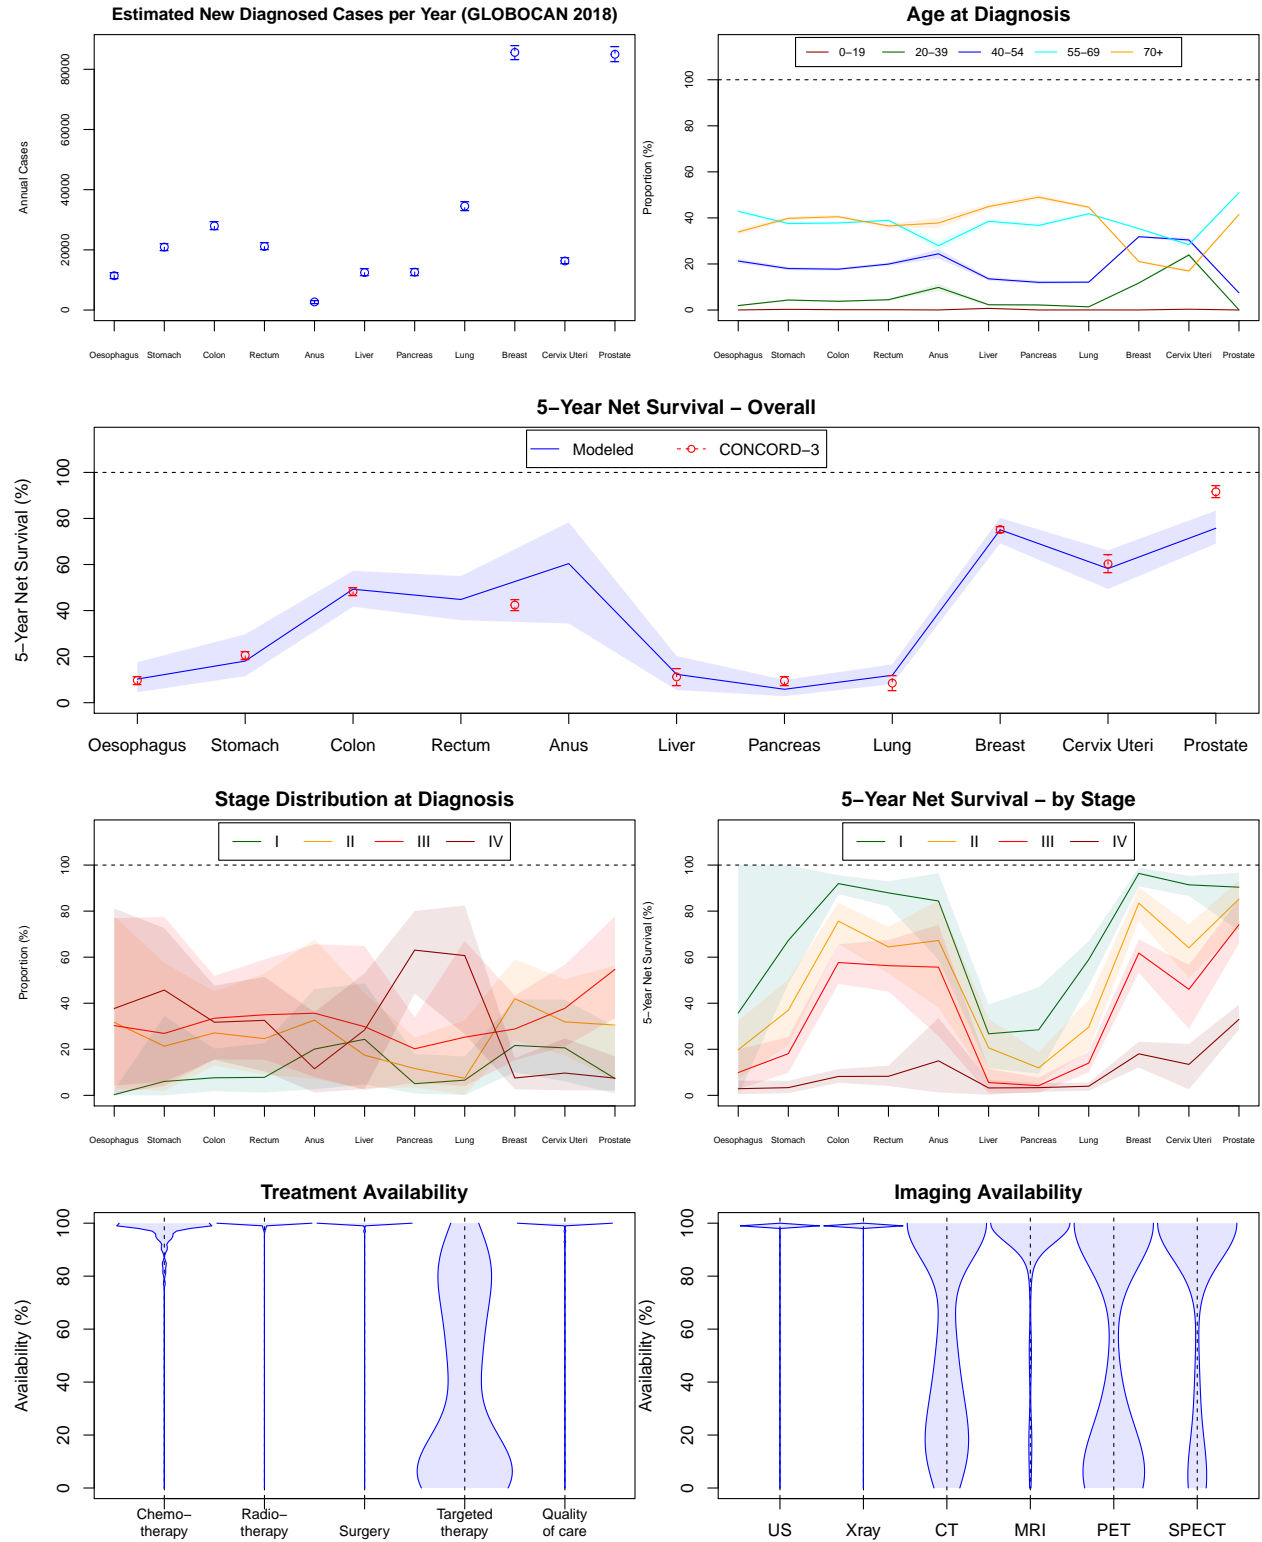 Estimated New Diagnosed Cases per Year (GLOBOCAN 2018)
Annual Cases
80000
60000
40000
20000
0
Oesophagus Stomach Colon Rectum Anus Liver Pancreas Lung Breast Cervix Uteri Prostate
Age at Diagnosis
0–19 20–39 40–54 55–69 70+
Proportion (%)
100
80
60
40
20
0
Oesophagus Stomach Colon Rectum Anus Liver Pancreas Lung Breast Cervix Uteri Prostate
5–Year Net Survival – Overall
Modeled CONCORD–3
5–Year Net Survival (%)
100
80
60
40
20
0
Oesophagus Stomach Colon Rectum Anus Liver Pancreas Lung Breast Cervix Uteri Prostate
Stage Distribution at Diagnosis
I II III IV
Proportion (%)
100
80
60
40
20
0
Oesophagus Stomach Colon Rectum Anus Liver Pancreas Lung Breast Cervix Uteri Prostate
5–Year Net Survival – by Stage
I II III IV
5–Year Net Survival (%)
100
80
60
40
20
0
Oesophagus Stomach Colon Rectum Anus Liver Pancreas Lung Breast Cervix Uteri Prostate
Treatment Availability
Availability (%)
100
80
60
40
20
0
Chemo–
therapy
Radio–
therapy
Surgery
Targeted
therapy
Quality
of care
Imaging Availability
Availability (%)
100
80
60
40
20
0
US Xray CT MRI PET SPECT